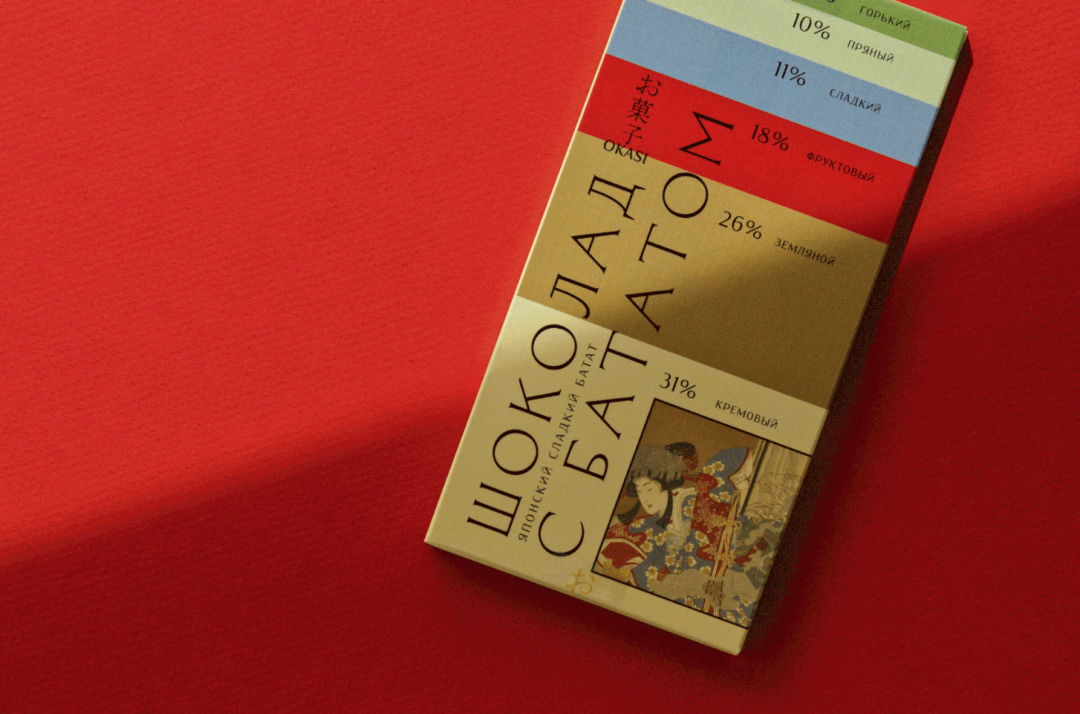 ГОРЬКИЙ
10% ПРЯНЫЙ
11% СЛАДКИЙ
18% ФРУКТОВЫЙ
26% ЗЕМЛЯНОЙ
31% КРЕМОВЫЙ
お菓子
OKASI
ШОКОЛАД
ЯПОНСКИЙ СЛАДКИЙ БАТАТ
С БАТАТОМ
お